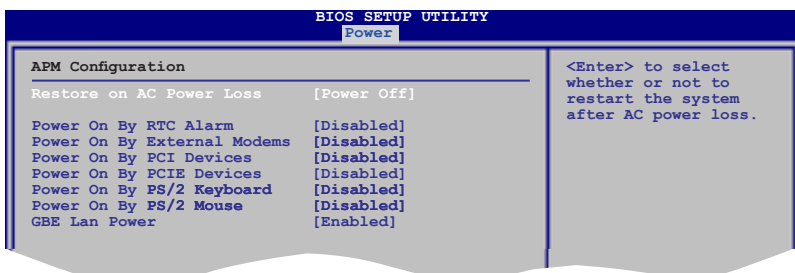 BIOS SETUP UTILITY
Power
APM Configuration
Restore on AC Power Loss [Power Off]
Power On By RTC Alarm [Disabled]
Power On By External Modems [Disabled]
Power On By PCI Devices [Disabled]
Power On By PCIE Devices [Disabled]
Power On By PS/2 Keyboard [Disabled]
Power On By PS/2 Mouse [Disabled]
GBE Lan Power [Enabled]
<Enter> to select
whether or not to
restart the system
after AC power loss.